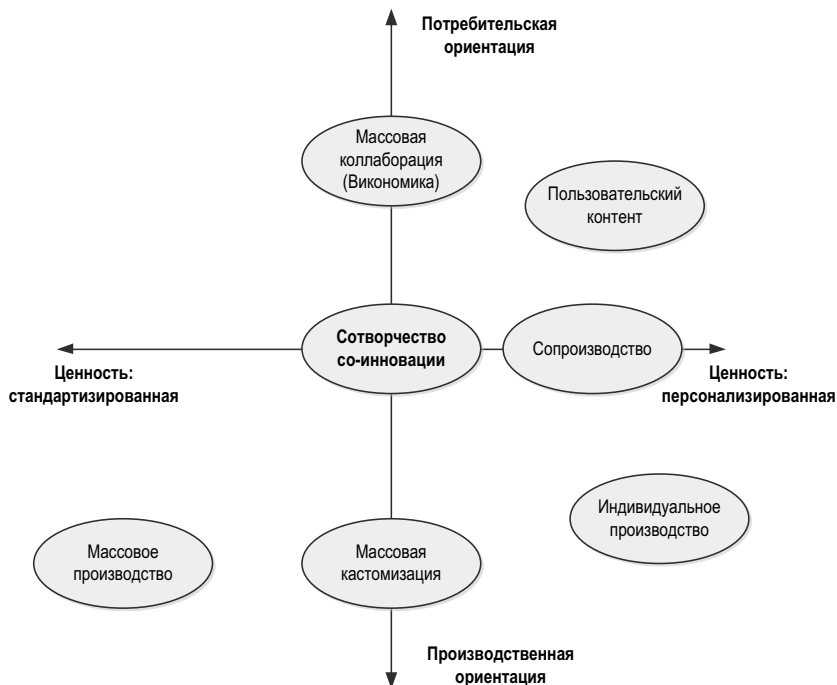 Потребительская
ориентация
Массовая
коллаборация
(Викономика)
Пользовательский
контент
Сотворчество
со-инновации
Сопроизводство
Ценность:
стандартизированная
Ценность:
персонализированная
Индивидуальное
производство
Массовое
производство
Массовая
кастомизация
Производственная
ориентация